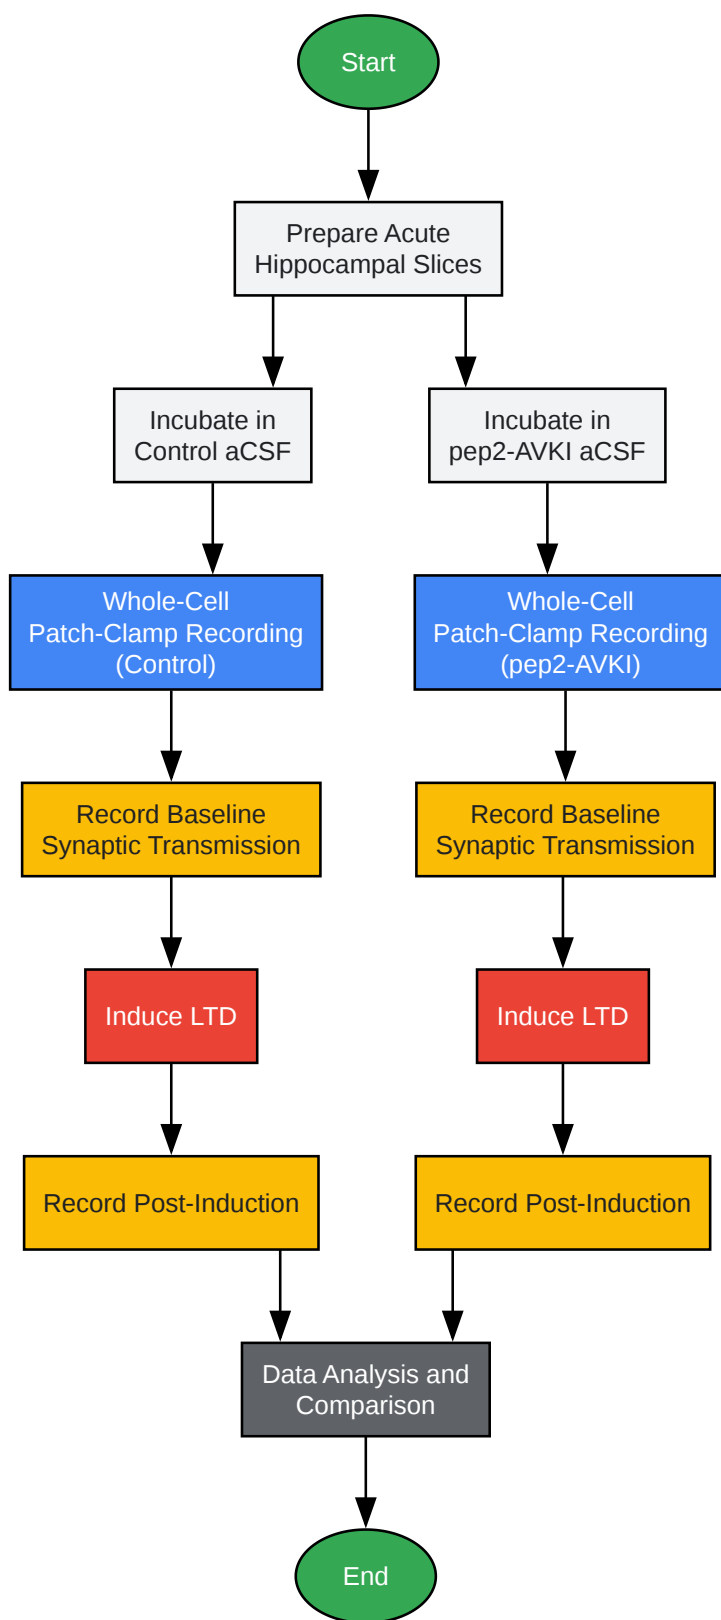 Start
Prepare Acute
Hippocampal Slices
Incubate in
Control aCSF
Incubate in
pep2-AVKI aCSF
Whole-Cell
Patch-Clamp Recording
(Control)
Whole-Cell
Patch-Clamp Recording
(pep2-AVKI)
Record Baseline
Synaptic Transmission
Record Baseline
Synaptic Transmission
Induce LTD
Induce LTD
Record Post-Induction
Record Post-Induction
Data Analysis and
Comparison
End